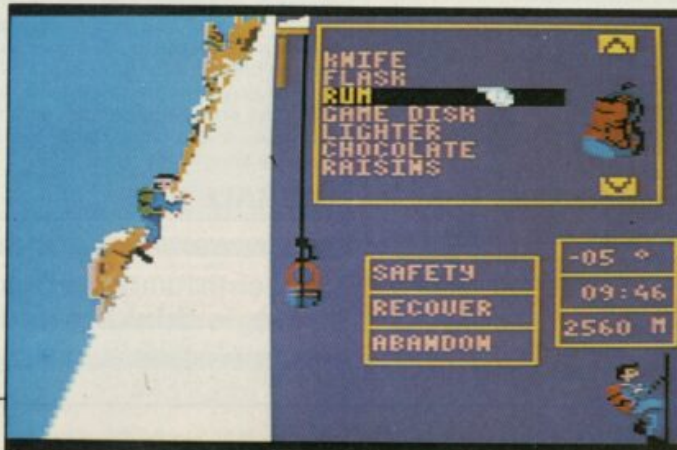 KNIFE
FLASK
RUM
GAME DISK
LIGHTER
CHOCOLATE
RAISINS
SAFETY
RECOVER
ABANDON
-05 °
09:46
2560 M